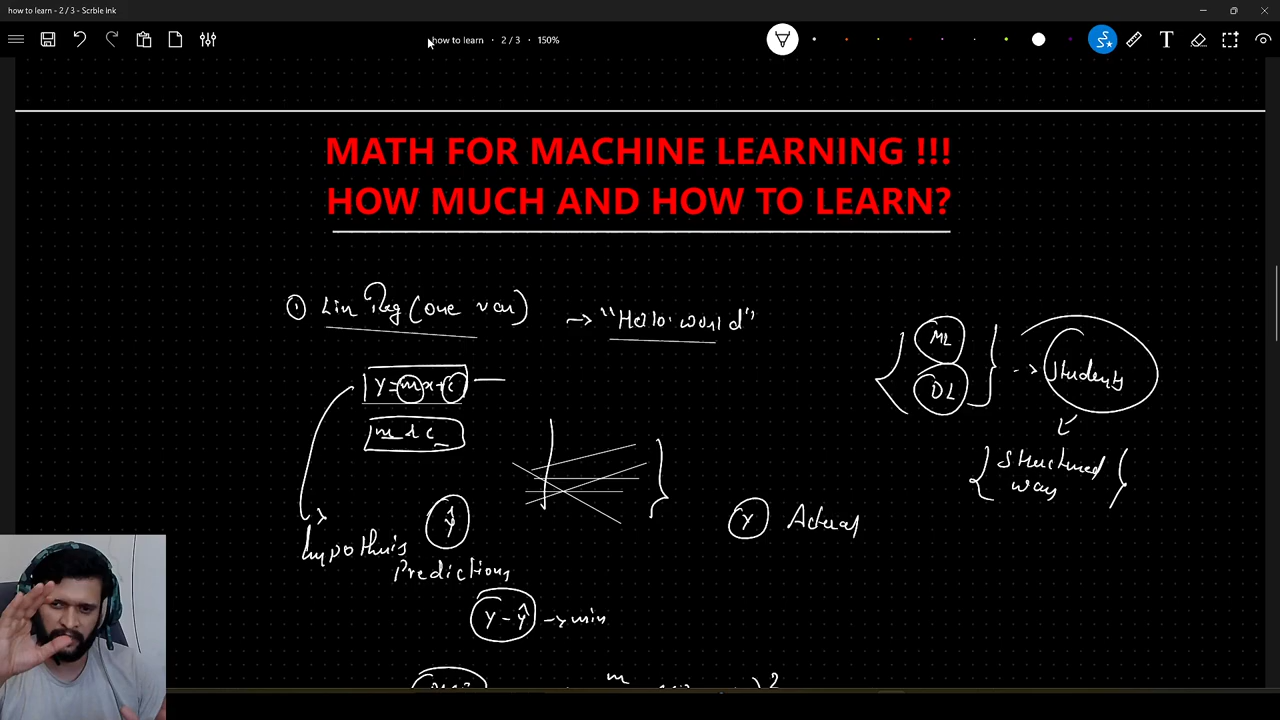 how to learn - 2 / 3 - Scrble Ink
how to learn • 2 / 3 • 150%
T
MATH FOR MACHINE LEARNING !!!
HOW MUCH AND HOW TO LEARN?
① Lin Reg (one var) → "Hello world"
y = mx + c
m & c
{ ML
DL } → students
{ structured
way }
hypothuis
ŷ
Predictions
Y Actual
y - ŷ → min
m